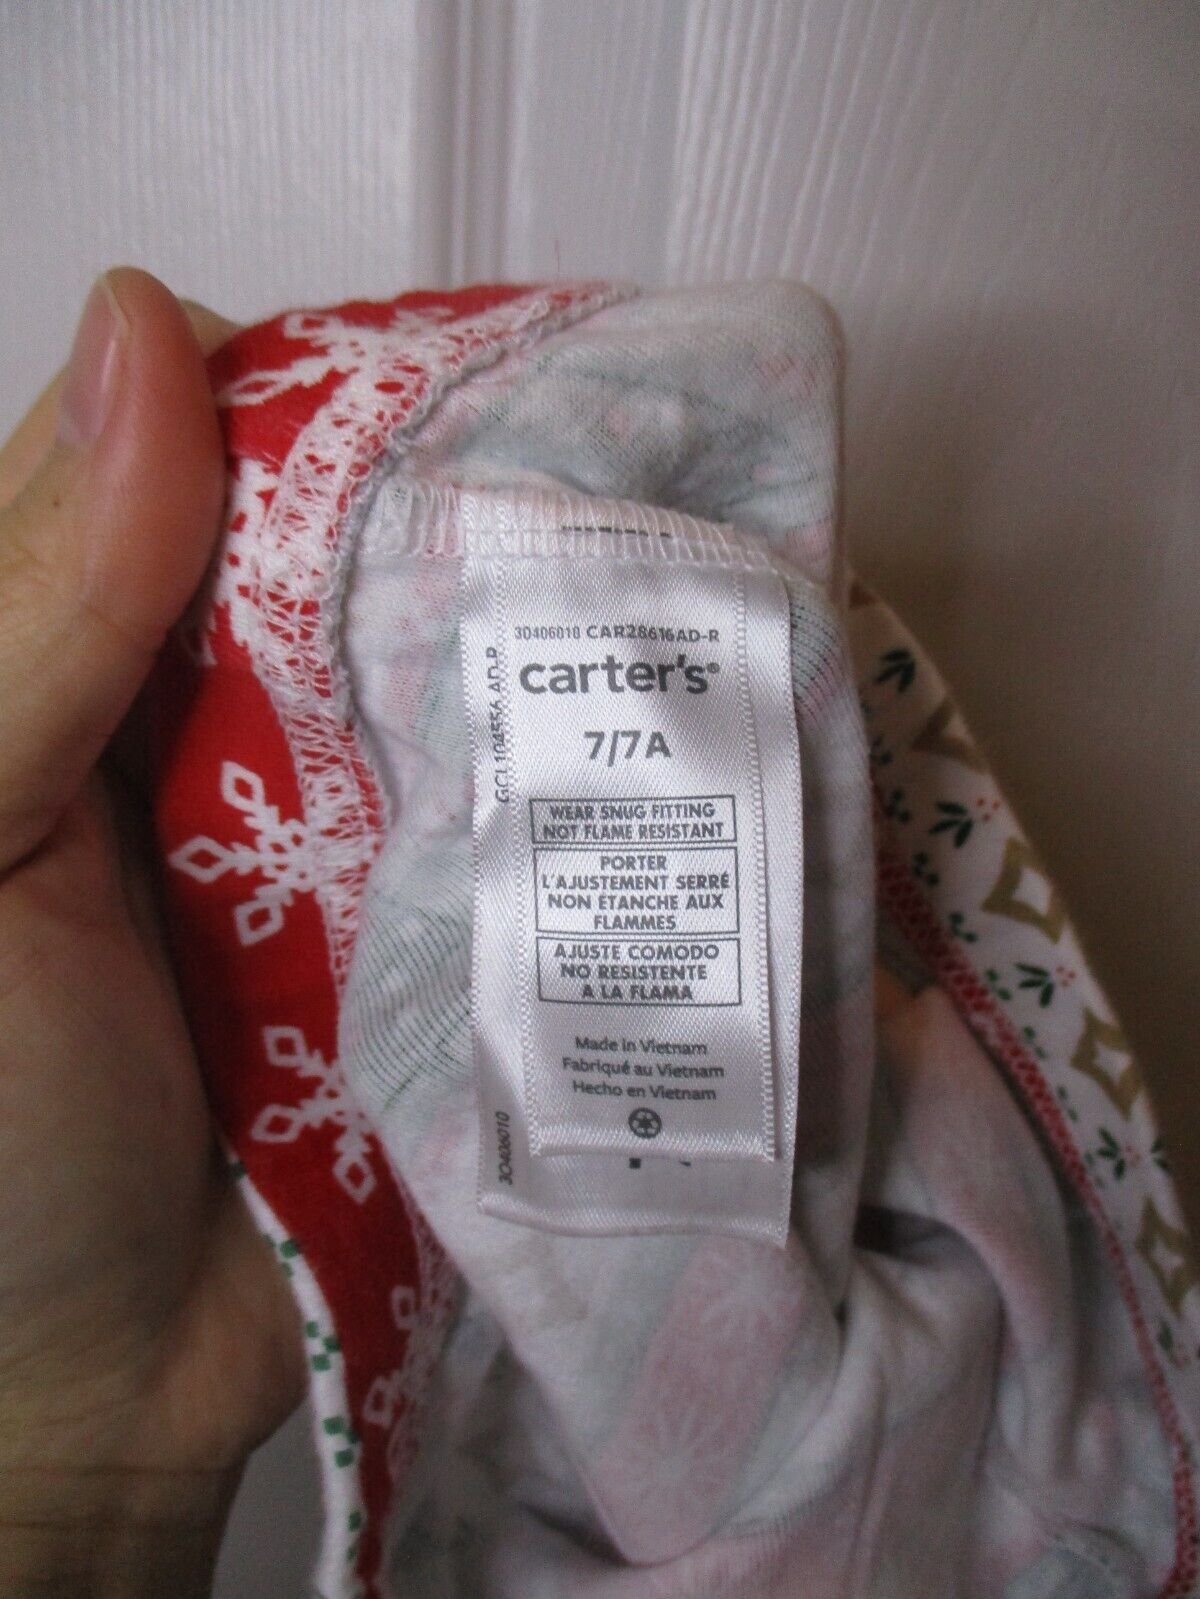 30406010 CAR28616AD-R
carter's®
7/7A
WEAR SNUG FITTING
NOT FLAME RESISTANT
PORTER
L'AJUSTEMENT SERRÉ
NON ÉTANCHE AUX
FLAMMES
AJUSTE COMODO
NO RESISTENTE
A LA FLAMA
Made in Vietnam
Fabriqué au Vietnam
Hecho en Vietnam
GCL104556 AD-R
30406010